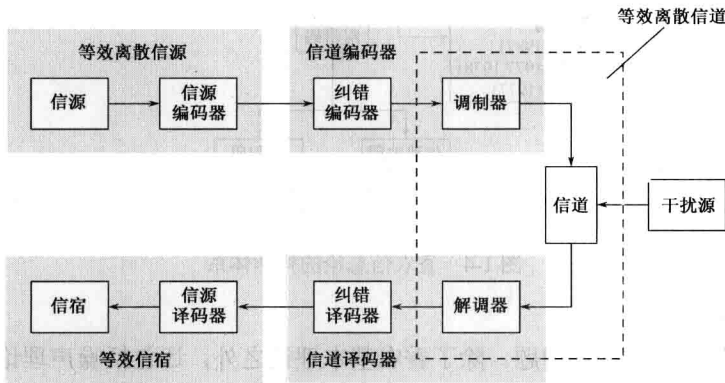 等效离散信道
等效离散信源
信道编码器
信源
信源
编码器
纠错
编码器
调制器
信道
干扰源
信宿
信源
译码器
纠错
译码器
解调器
等效信宿
信道译码器